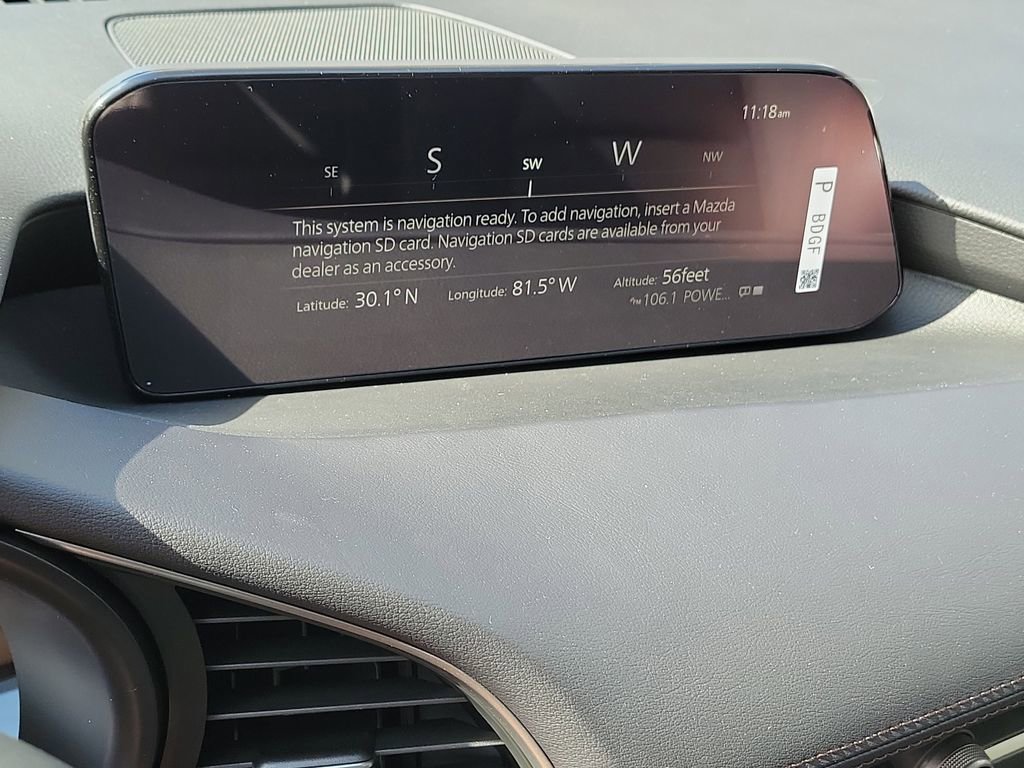 11:18am
SE S SW W NW
This system is navigation ready. To add navigation, insert a Mazda
navigation SD card. Navigation SD cards are available from your
dealer as an accessory.
Latitude: 30.1° N Longitude: 81.5° W Altitude: 56feet
FM 106.1 POWE...
P BDGF